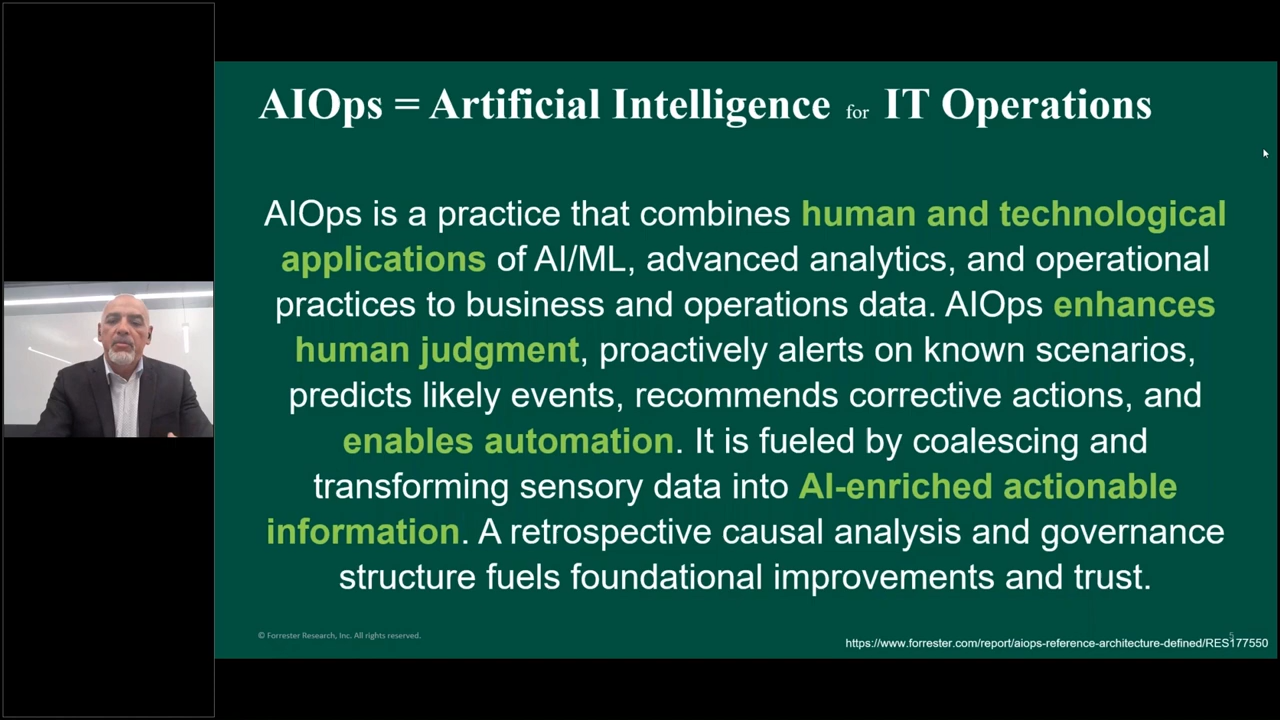 AIOps = Artificial Intelligence for IT Operations
AIOps is a practice that combines human and technological
applications of AI/ML, advanced analytics, and operational
practices to business and operations data. AIOps enhances
human judgment, proactively alerts on known scenarios,
predicts likely events, recommends corrective actions, and
enables automation. It is fueled by coalescing and
transforming sensory data into AI-enriched actionable
information. A retrospective causal analysis and governance
structure fuels foundational improvements and trust.
© Forrester Research, Inc. All rights reserved.
5
https://www.forrester.com/report/aiops-reference-architecture-defined/RES177550